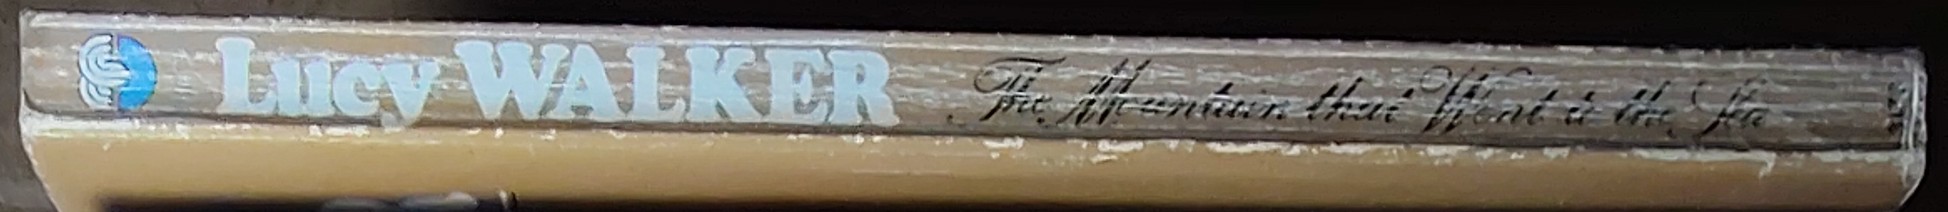 Lucy WALKER The Mountain that Went to the Sea